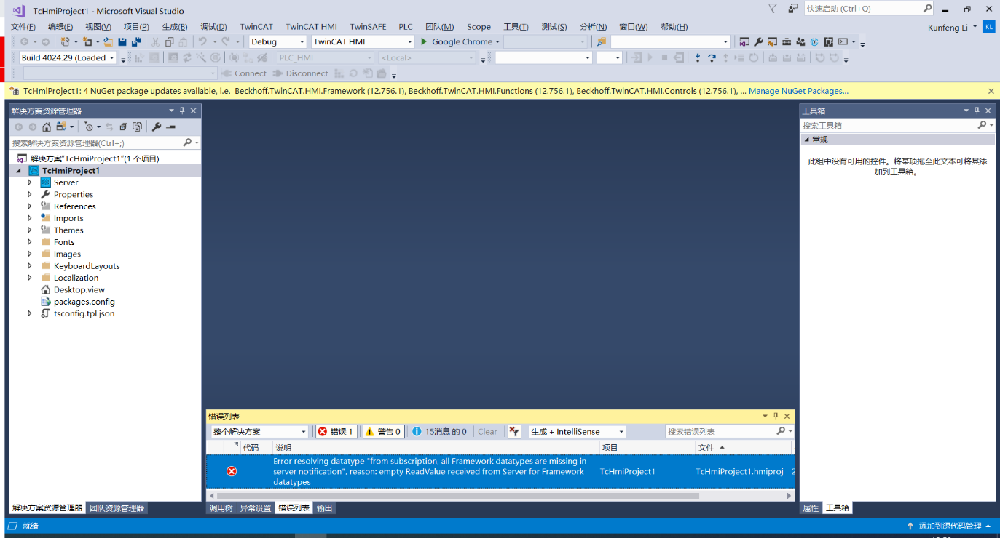 TcHmiProject1 - Microsoft Visual Studio
快速启动 (Ctrl+Q)
文件(F) 编辑(E) 视图(V) 项目(P) 生成(B) 调试(D) TwinCAT TwinCAT HMI TwinSAFE PLC 团队(M) Scope 工具(T) 测试(S) 分析(N) 窗口(W) 帮助(H)
Kunfeng Li KL
Debug TwinCAT HMI Google Chrome
Build 4024.29 (Loaded PLC_HMI <Local>
Connect Disconnect
TcHmiProject1: 4 NuGet package updates available, i.e. Beckhoff.TwinCAT.HMI.Framework (12.756.1), Beckhoff.TwinCAT.HMI.Functions (12.756.1), Beckhoff.TwinCAT.HMI.Controls (12.756.1), ... Manage NuGet Packages...
解决方案资源管理器
搜索解决方案资源管理器(Ctrl+;)
解决方案"TcHmiProject1"(1 个项目)
TcHmiProject1
Server
Properties
References
Imports
Themes
Fonts
Images
KeyboardLayouts
Localization
Desktop.view
packages.config
tsconfig.tpl.json
解决方案资源管理器 团队资源管理器
错误列表
整个解决方案 错误 1 警告 0 15消息 的 0 Clear 生成 + IntelliSense 搜索错误列表
代码 说明 项目 文件
Error resolving datatype "from subscription, all Framework datatypes are missing in
server notification", reason: empty ReadValue received from Server for Framework
datatypes
TcHmiProject1 TcHmiProject1.hmiproj
调用树 异常设置 错误列表 输出
工具箱
搜索工具箱
常规
此组中没有可用的控件。将某项拖至此文本可将其添
加到工具箱。
属性 工具箱
就绪
添加到源代码管理